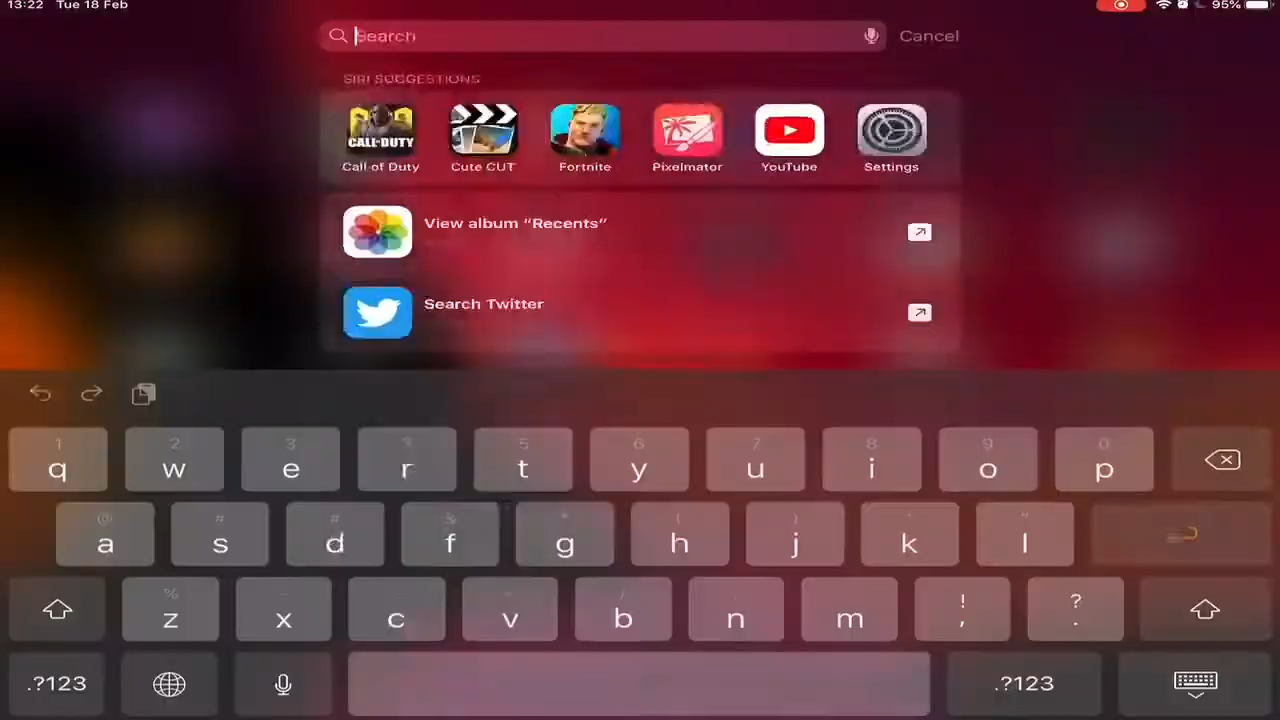 13:22 Tue 18 Feb 95%
Search Cancel
SIRI SUGGESTIONS
CALL·DUTY
Call of Duty Cute CUT Fortnite Pixelmator YouTube Settings
View album “Recents”
Search Twitter
1 2 3 5 6 7 8 9 0
q w e r t y u i o p
@ # & * ( ) ' "
a s d f g h j k l
% - /
z x c v b n m ! , ? .
.?123 .?123